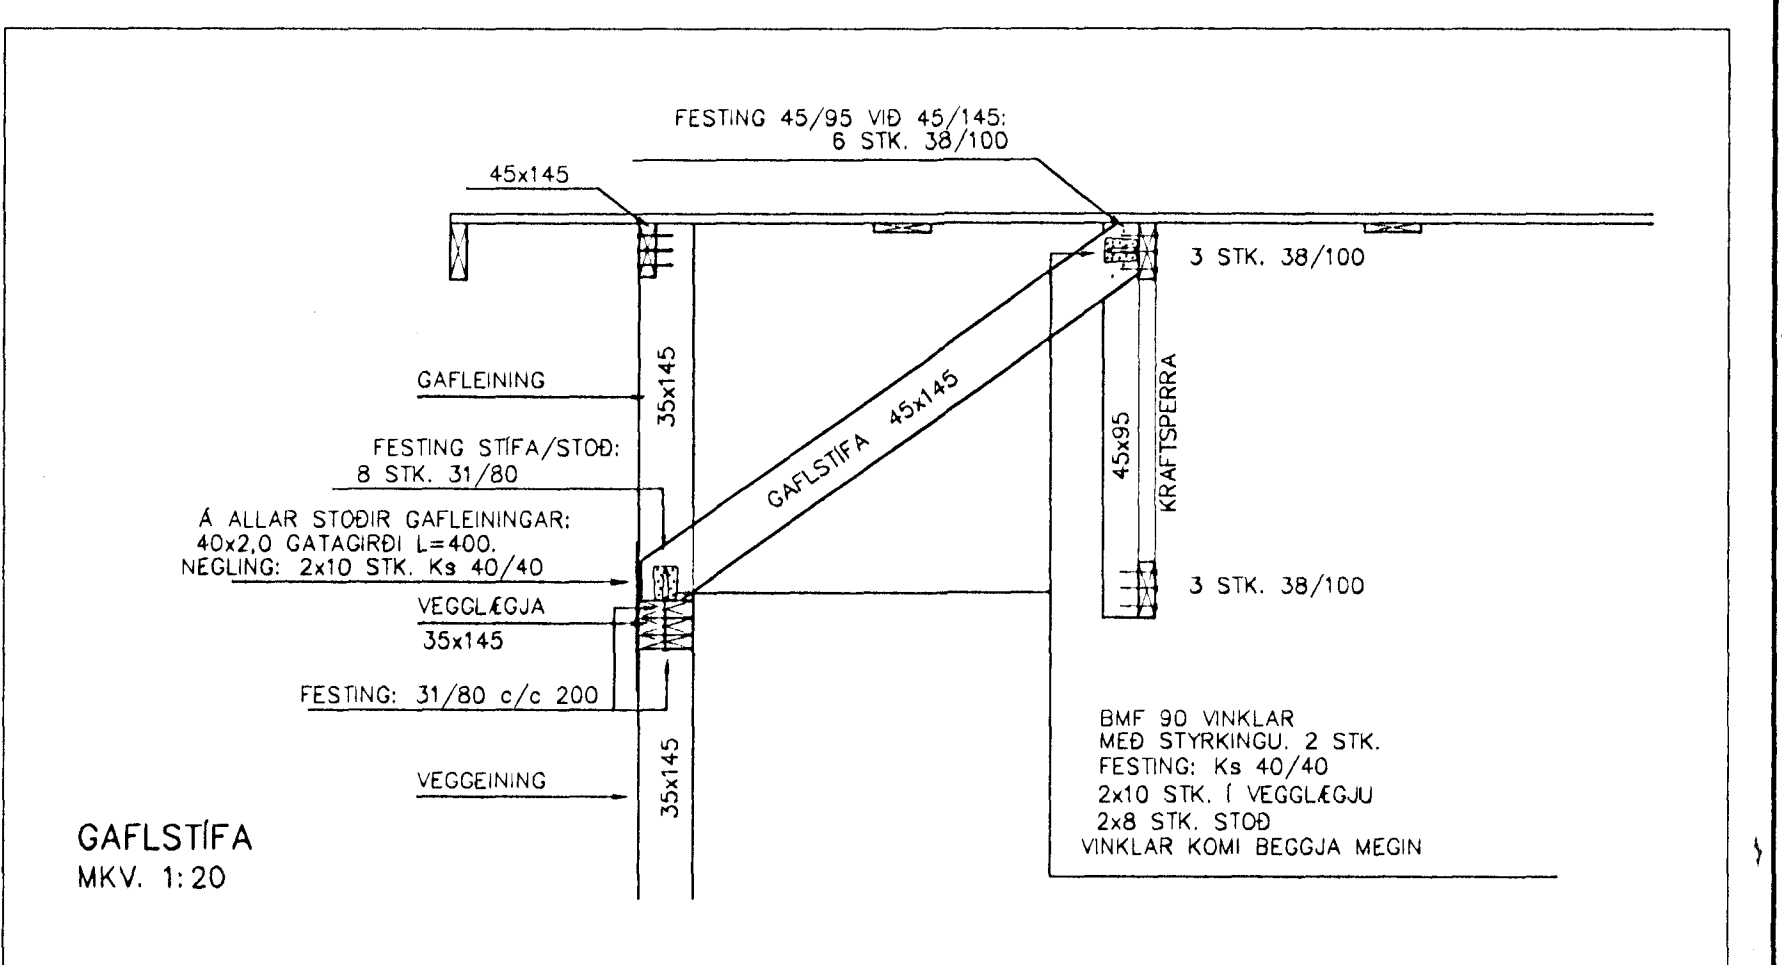 FESTING 45/95 VIÐ 45/145:
6 STK. 38/100
45x145
3 STK. 38/100
GAFLEINING
35x145
GAFLSTÍFA 45x145
45x95
KRAFTSPERRA
FESTING STÍFA/STOÐ:
8 STK. 31/80
Á ALLAR STOÐIR GAFLEININGAR:
40x2,0 GATAGIRÐI L=400.
NEGLING: 2x10 STK. Ks 40/40
3 STK. 38/100
VEGGLÆGJA
35x145
FESTING: 31/80 c/c 200
VEGGEINING
35x145
BMF 90 VINKLAR
MEÐ STYRKINGU. 2 STK.
FESTING: Ks 40/40
2x10 STK. Í VEGGLÆGJU
2x8 STK. STOÐ
VINKLAR KOMI BEGGJA MEGIN
GAFLSTÍFA
MKV. 1:20